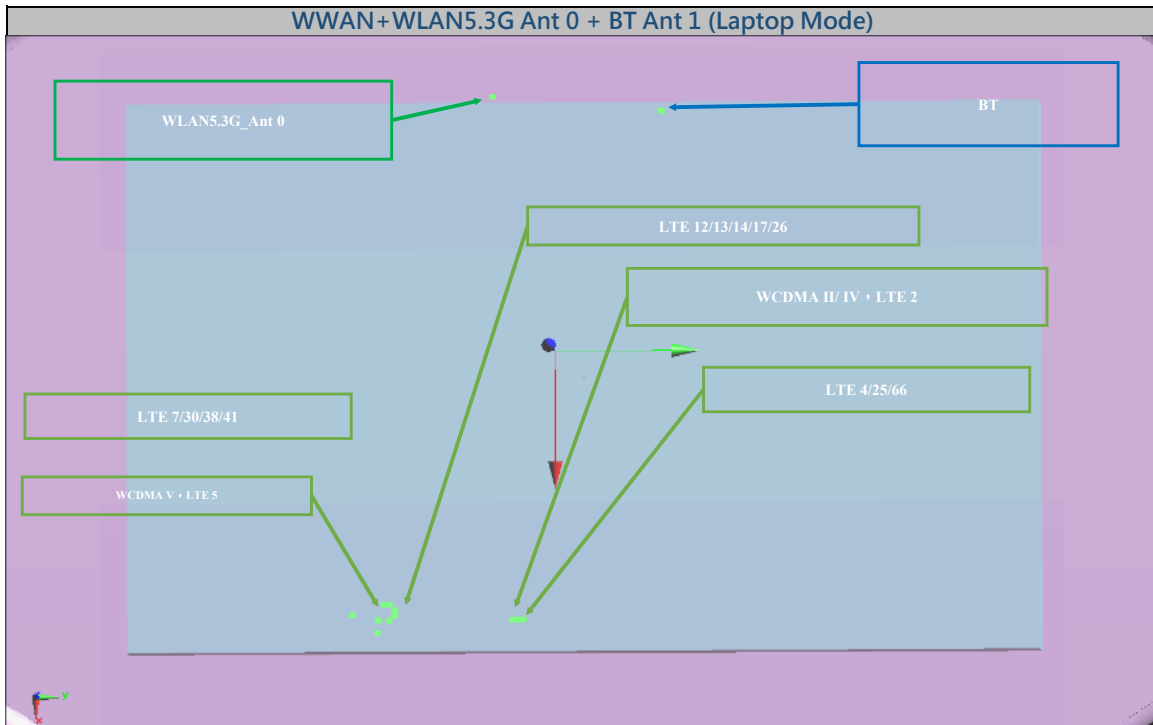 WWAN+WLAN5.3G Ant 0 + BT Ant 1 (Laptop Mode)
WLAN5.3G_Ant 0
BT
LTE 12/13/14/17/26
WCDMA II/ IV，LTE 2
LTE 4/25/66
LTE 7/30/38/41
WCDMA V，LTE 5
y
x